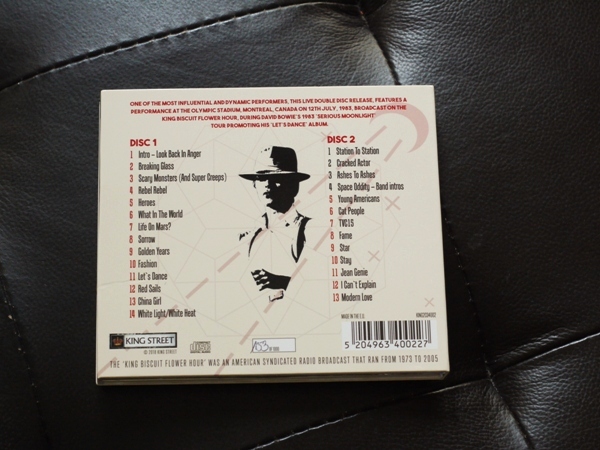 ONE OF THE MOST INFLUENTIAL AND DYNAMIC PERFORMERS, THIS LIVE DOUBLE DISC RELEASE, FEATURES A
PERFORMANCE AT THE OLYMPIC STADIUM, MONTREAL, CANADA ON 12TH JULY, 1983, BROADCAST ON THE
KING BISCUIT FLOWER HOUR, DURING DAVID BOWIE'S 1983 'SERIOUS MOONLIGHT'
TOUR PROMOTING HIS 'LET'S DANCE' ALBUM.
DISC 1
1 Intro – Look Back In Anger
2 Breaking Glass
3 Scary Monsters (And Super Creeps)
4 Rebel Rebel
5 Heroes
6 What In The World
7 Life On Mars?
8 Sorrow
9 Golden Years
10 Fashion
11 Let's Dance
12 Red Sails
13 China Girl
14 White Light/White Heat
DISC 2
1 Station To Station
2 Cracked Actor
3 Ashes To Ashes
4 Space Oddity – Band intros
5 Young Americans
6 Cat People
7 TVC15
8 Fame
9 Star
10 Stay
11 Jean Genie
12 I Can't Explain
13 Modern Love
MADE IN THE E.U.
5 204963 400227
KING STREET
THE 'KING BISCUIT FLOWER HOUR' WAS AN AMERICAN SYNDICATED RADIO BROADCAST THAT RAN FROM 1973 TO 2005